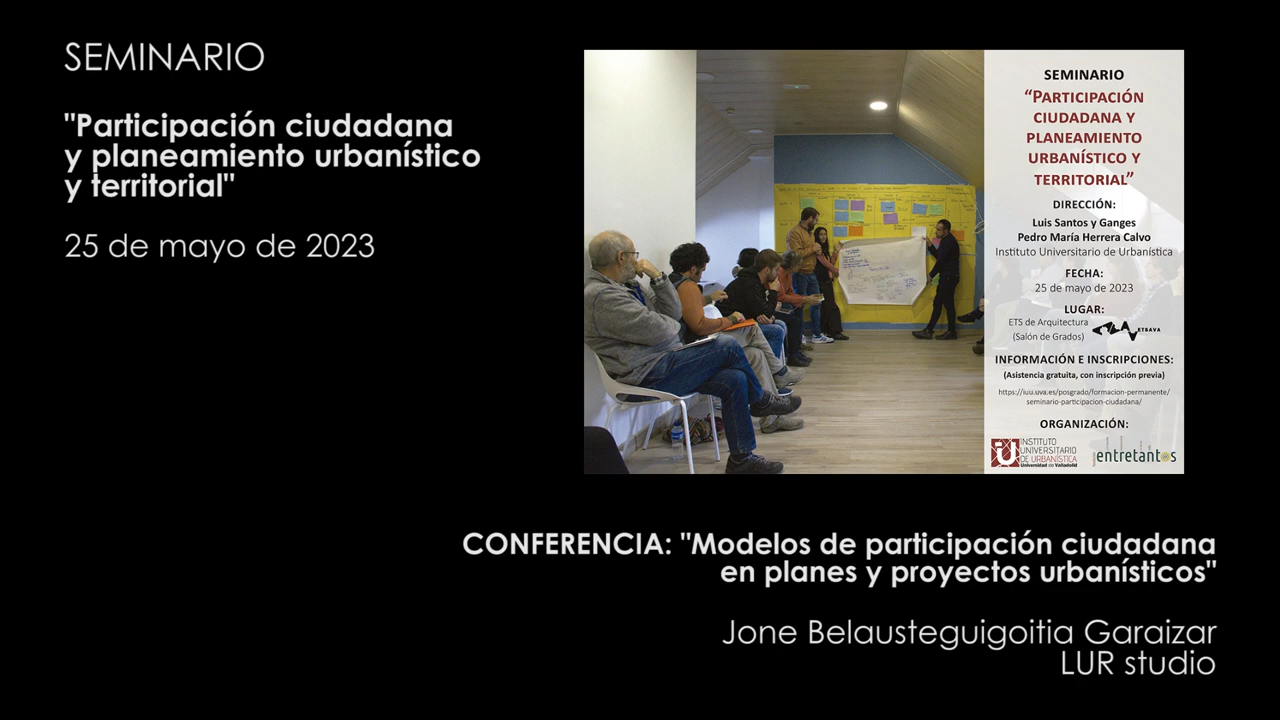 SEMINARIO
"Participación ciudadana
y planeamiento urbanístico
y territorial"
25 de mayo de 2023
SEMINARIO
“PARTICIPACIÓN
CIUDADANA Y
PLANEAMIENTO
URBANÍSTICO Y
TERRITORIAL”
DIRECCIÓN:
Luis Santos y Ganges
Pedro María Herrera Calvo
Instituto Universitario de Urbanística
FECHA:
25 de mayo de 2023
LUGAR:
ETS de Arquitectura
(Salón de Grados)
ETSAVA
INFORMACIÓN E INSCRIPCIONES:
(Asistencia gratuita, con inscripción previa)
https://iuu.uva.es/posgrado/formacion-permanente/
seminario-participacion-ciudadana/
ORGANIZACIÓN:
INSTITUTO
UNIVERSITARIO
DE URBANÍSTICA
Universidad de Valladolid
entretantos
CONFERENCIA: "Modelos de participación ciudadana
en planes y proyectos urbanísticos"
Jone Belausteguigoitia Garaizar
LUR studio